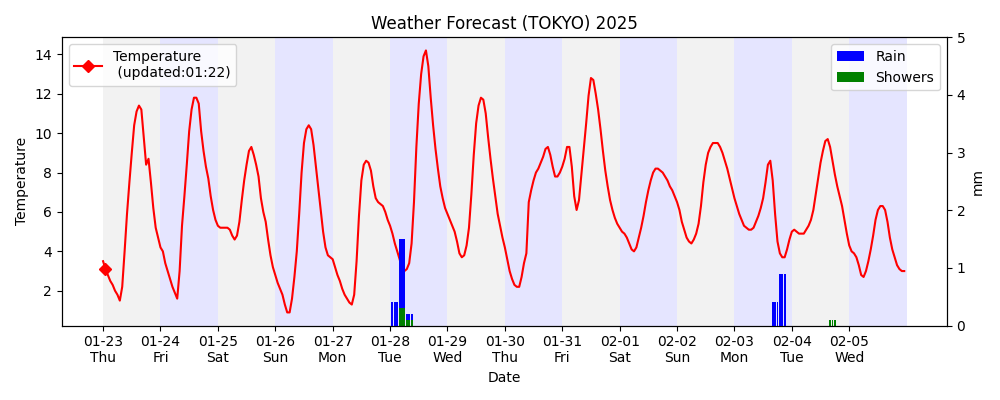 Weather Forecast (TOKYO) 2025
Temperature
(updated:01:22)
Rain
Showers
Temperature
14
12
10
8
6
4
2
5
4
3
2
1
0
mm
01-23 01-24 01-25 01-26 01-27 01-28 01-29 01-30 01-31 02-01 02-02 02-03 02-04 02-05
Thu Fri Sat Sun Mon Tue Wed Thu Fri Sat Sun Mon Tue Wed
Date